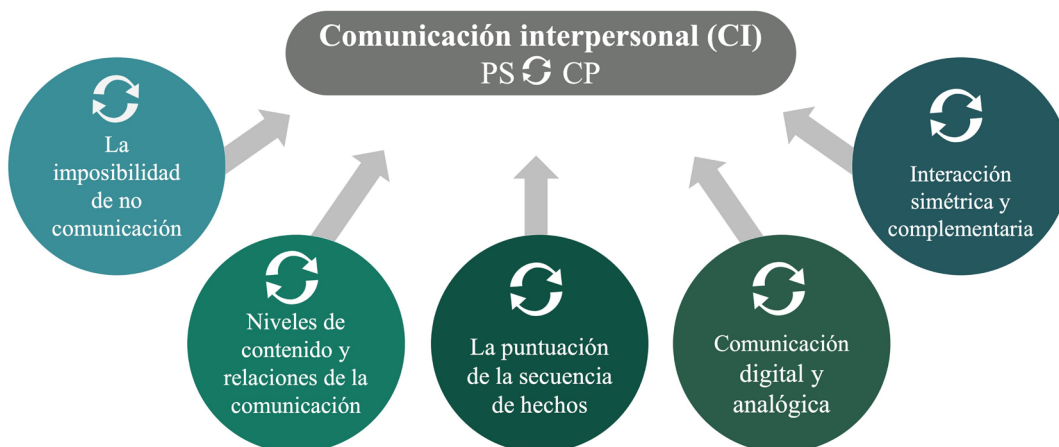 Comunicación interpersonal (CI)
PS CP
La
imposibilidad
de no
comunicación
Niveles de
contenido y
relaciones de la
comunicación
La puntuación
de la secuencia
de hechos
Comunicación
digital y
analógica
Interacción
simétrica y
complementaria